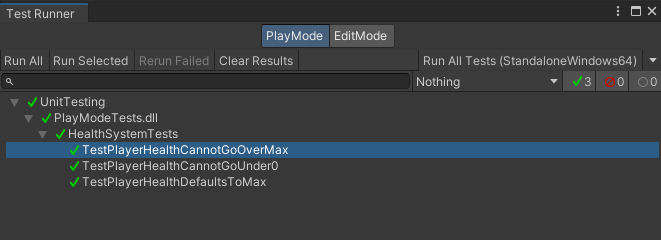 Test Runner
PlayMode EditMode
Run All Run Selected Rerun Failed Clear Results Run All Tests (StandaloneWindows64)
Nothing 3 0 0
UnitTesting
PlayModeTests.dll
HealthSystemTests
TestPlayerHealthCannotGoOverMax
TestPlayerHealthCannotGoUnder0
TestPlayerHealthDefaultsToMax